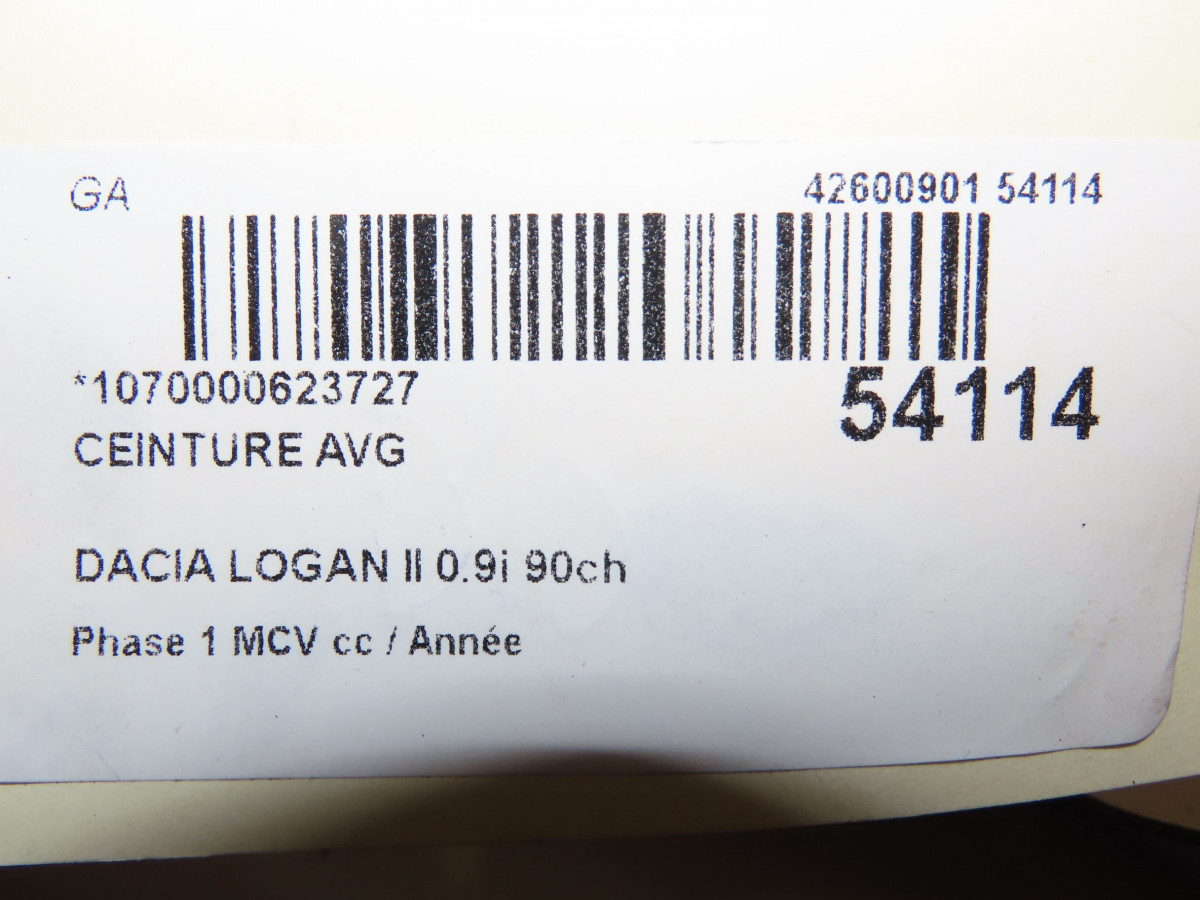 GA
42600901 54114
*1070000623727
54114
CEINTURE AVG
DACIA LOGAN II 0.9i 90ch
Phase 1 MCV cc / Année